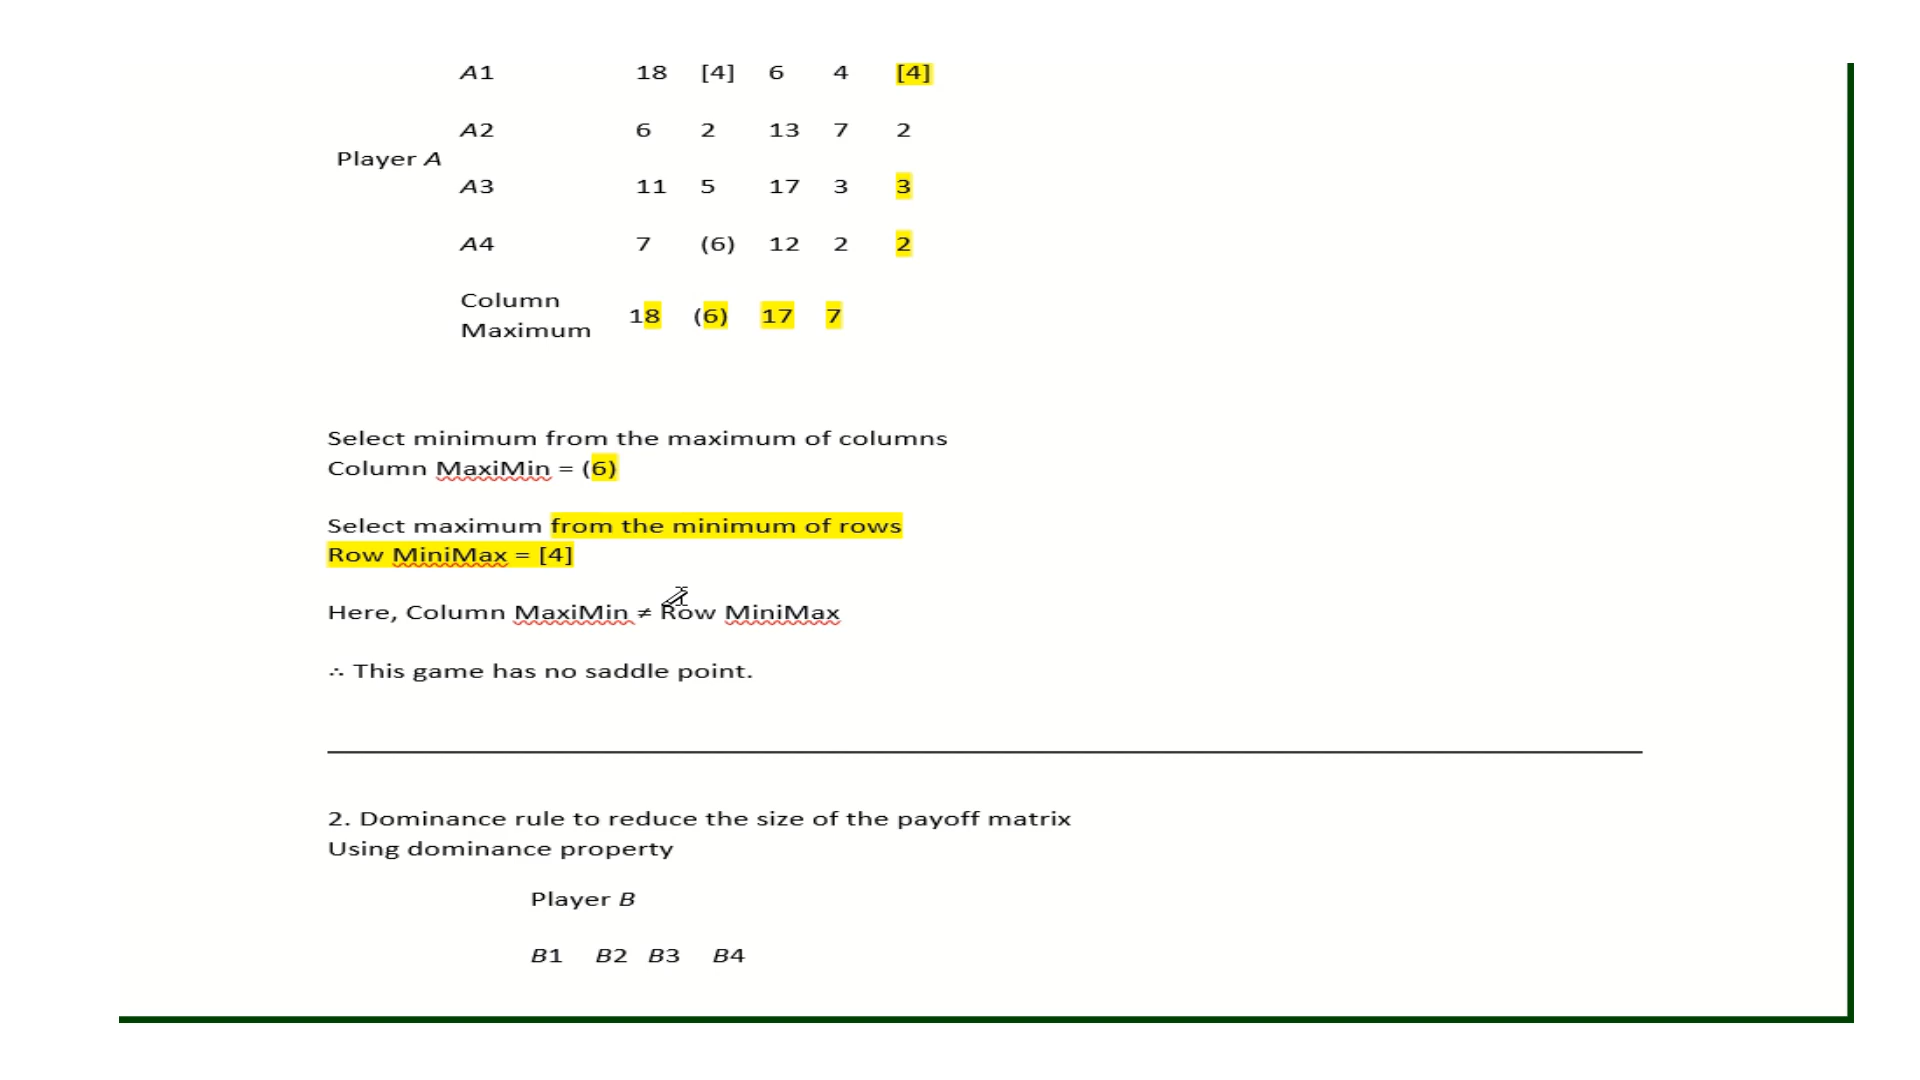 A1 18 [4] 6 4 [4]
A2 6 2 13 7 2
Player A
A3 11 5 17 3 3
A4 7 (6) 12 2 2
Column
Maximum 18 (6) 17 7
Select minimum from the maximum of columns
Column MaxiMin = (6)
Select maximum from the minimum of rows
Row MiniMax = [4]
Here, Column MaxiMin ≠ Row MiniMax
∴ This game has no saddle point.
2. Dominance rule to reduce the size of the payoff matrix
Using dominance property
Player B
B1 B2 B3 B4